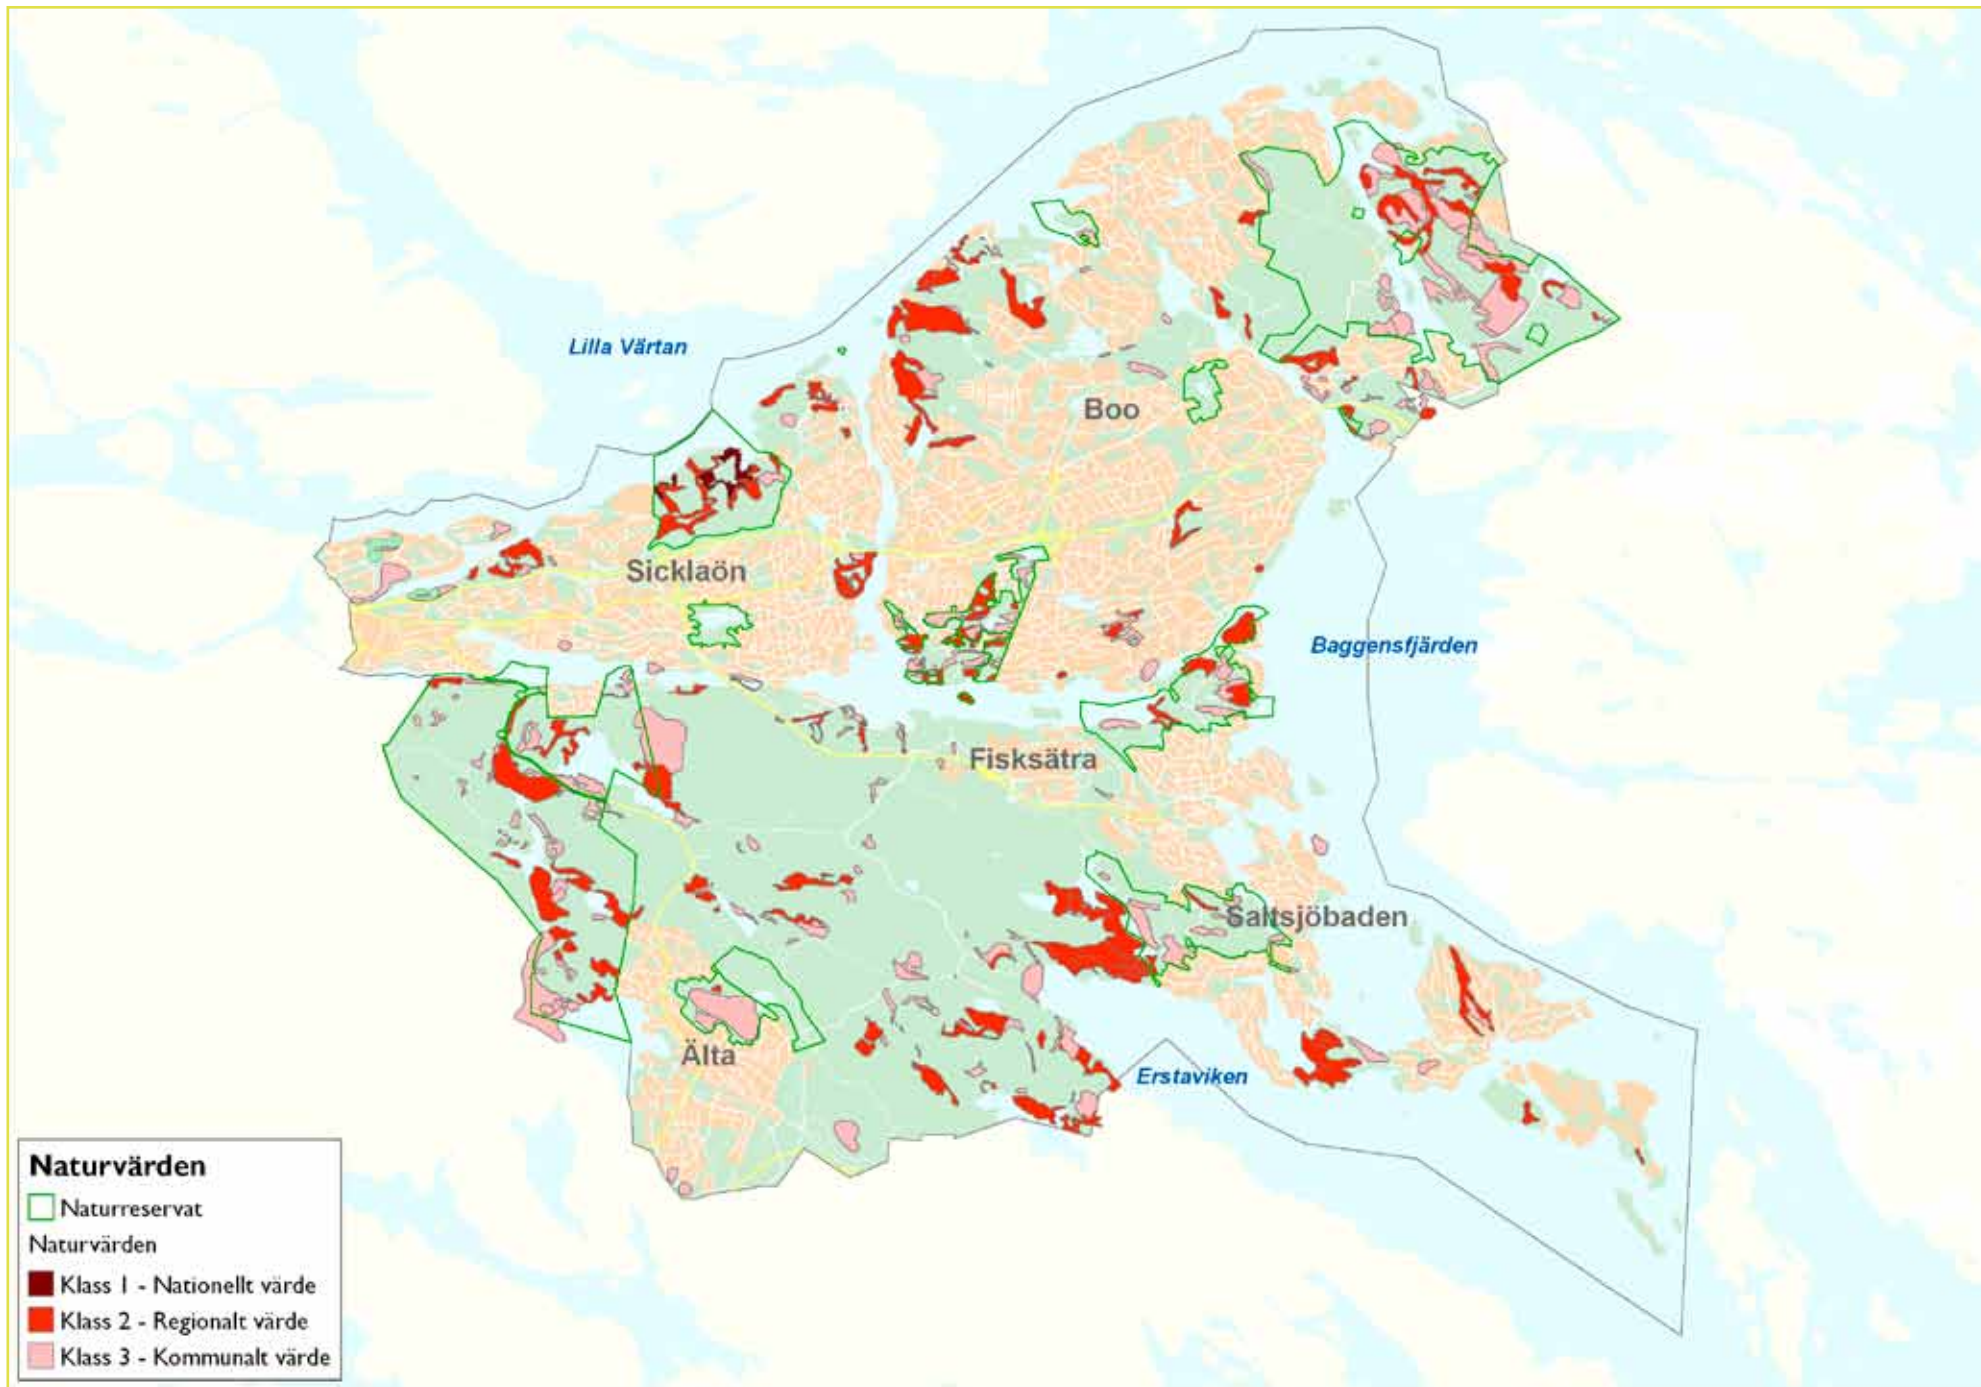 Lilla Värtan
Boo
Sicklaön
Baggensfjärden
Fisksätra
Saltsjöbaden
Älta
Erstaviken
Naturvärden
Naturreservat
Naturvärden
Klass 1 - Nationellt värde
Klass 2 - Regionalt värde
Klass 3 - Kommunalt värde